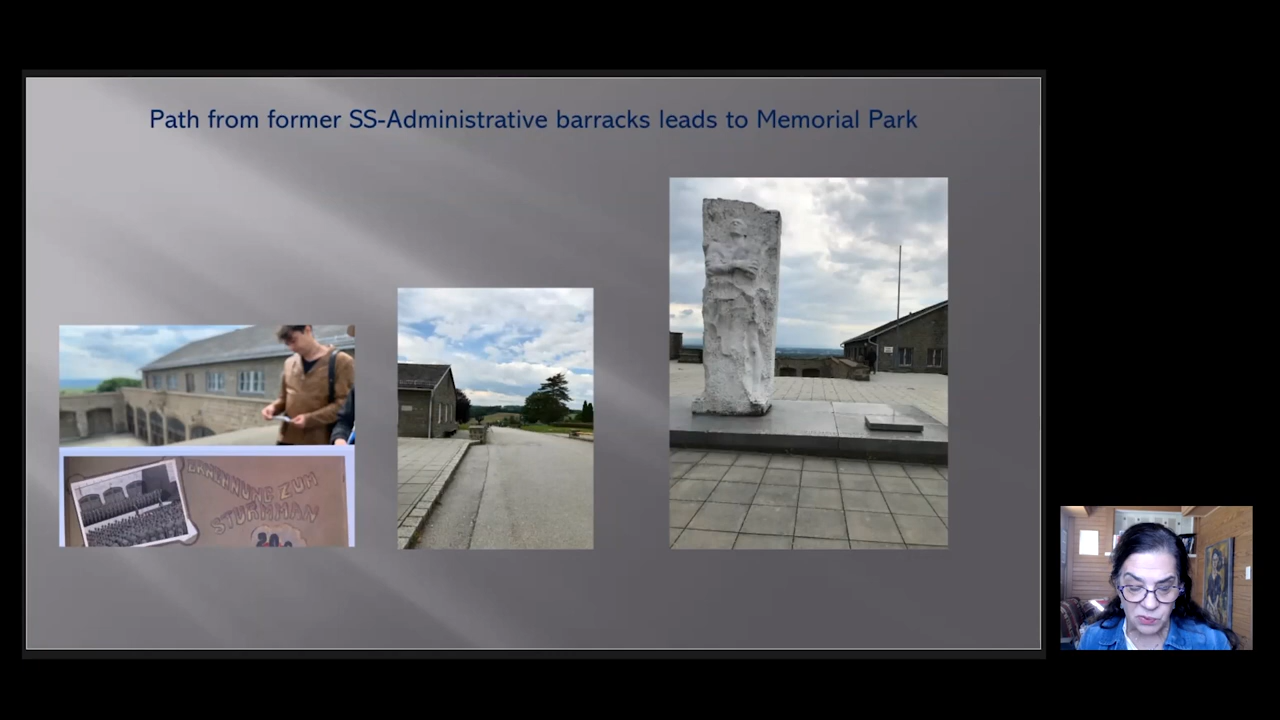 Path from former SS-Administrative barracks leads to Memorial Park
ERNENNUNG ZUM
STURMMAN